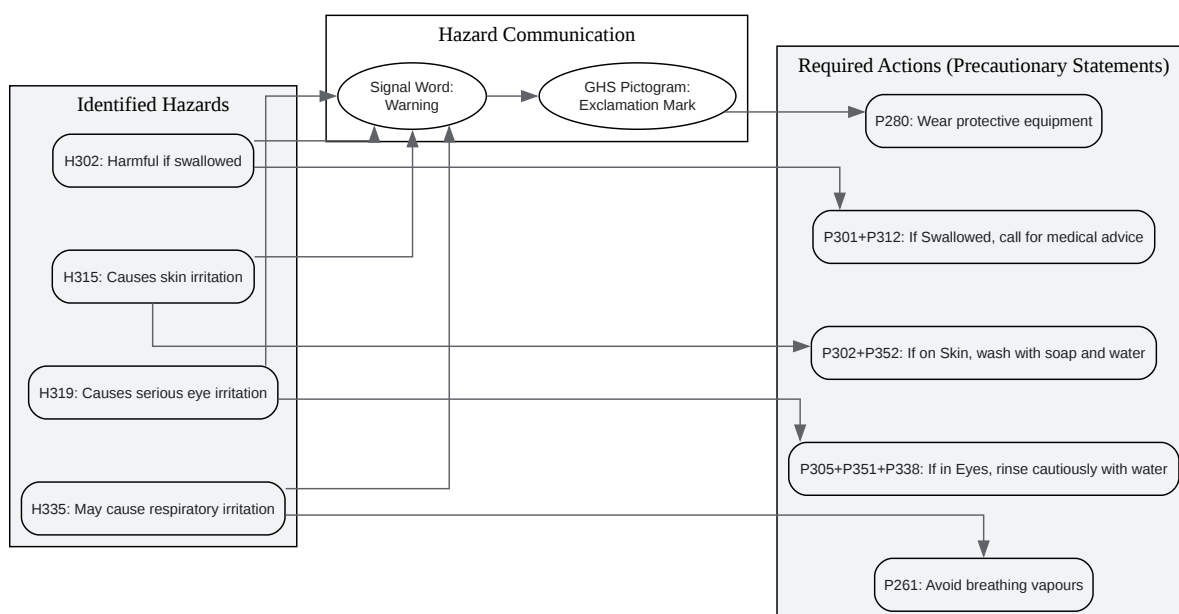 Hazard Communication
Signal Word:
Warning
GHS Pictogram:
Exclamation Mark
Identified Hazards
H302: Harmful if swallowed
H315: Causes skin irritation
H319: Causes serious eye irritation
H335: May cause respiratory irritation
Required Actions (Precautionary Statements)
P280: Wear protective equipment
P301+P312: If Swallowed, call for medical advice
P302+P352: If on Skin, wash with soap and water
P305+P351+P338: If in Eyes, rinse cautiously with water
P261: Avoid breathing vapours